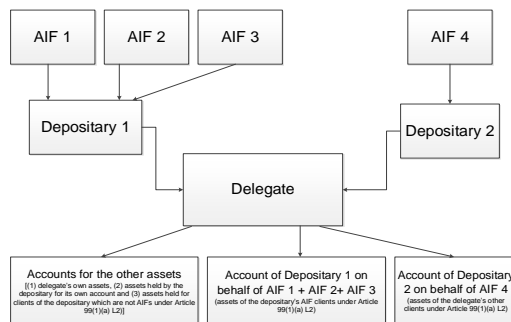 AIF 1
AIF 2
AIF 3
AIF 4
Depositary 1
Depositary 2
Delegate
Accounts for the other assets
[(1) delegate's own assets, (2) assets held by the
depositary for its own account and (3) assets held for
clients of the depositary which are not AIFs under Article
99(1)(a) L2)]
Account of Depositary 1 on
behalf of AIF 1 + AIF 2+ AIF 3
(assets of the depositary's AIF clients under Article
99(1)(a) L2)
Account of Depositary
2 on behalf of AIF 4
(assets of the delegate's other
clients under Article 99(1)(a) L2)